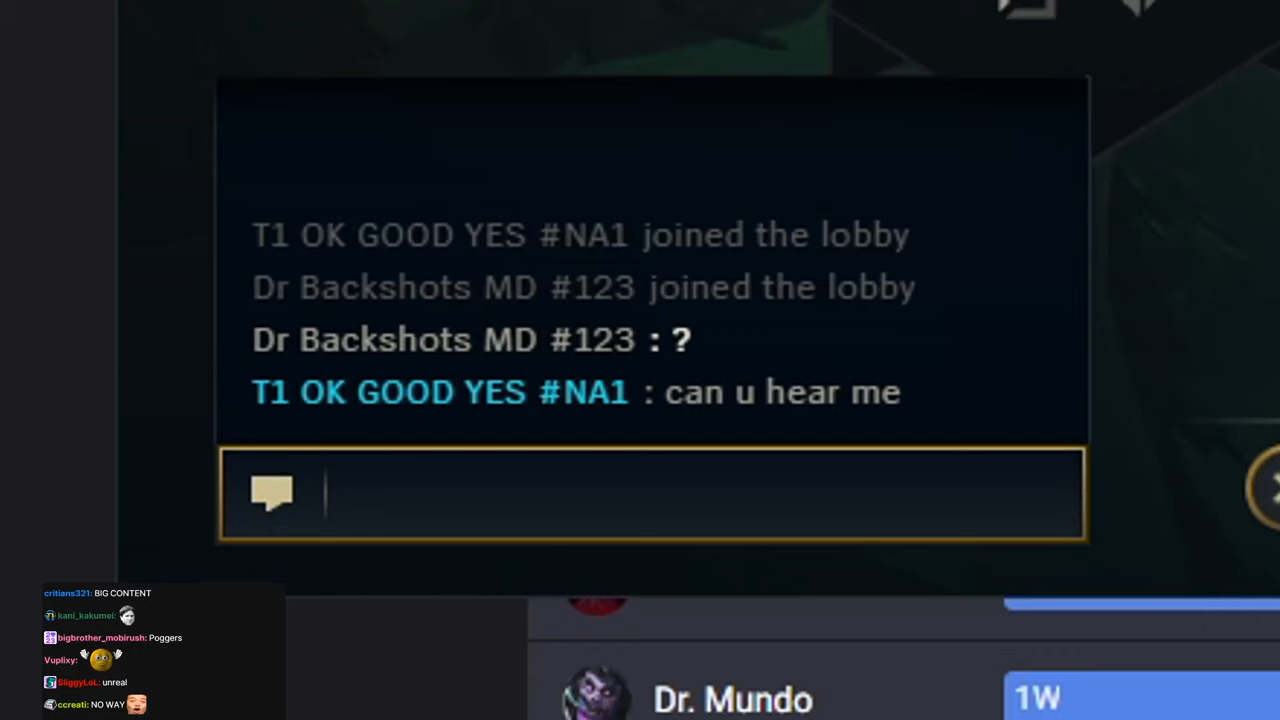 T1 OK GOOD YES #NA1 joined the lobby
Dr Backshots MD #123 joined the lobby
Dr Backshots MD #123 : ?
T1 OK GOOD YES #NA1 : can u hear me
critians321: BIG CONTENT
kani_kakumei:
bigbrother_mobirush: Poggers
Vuplixy:
SliggyLoL: unreal
ccreati: NO WAY
Dr. Mundo
1W